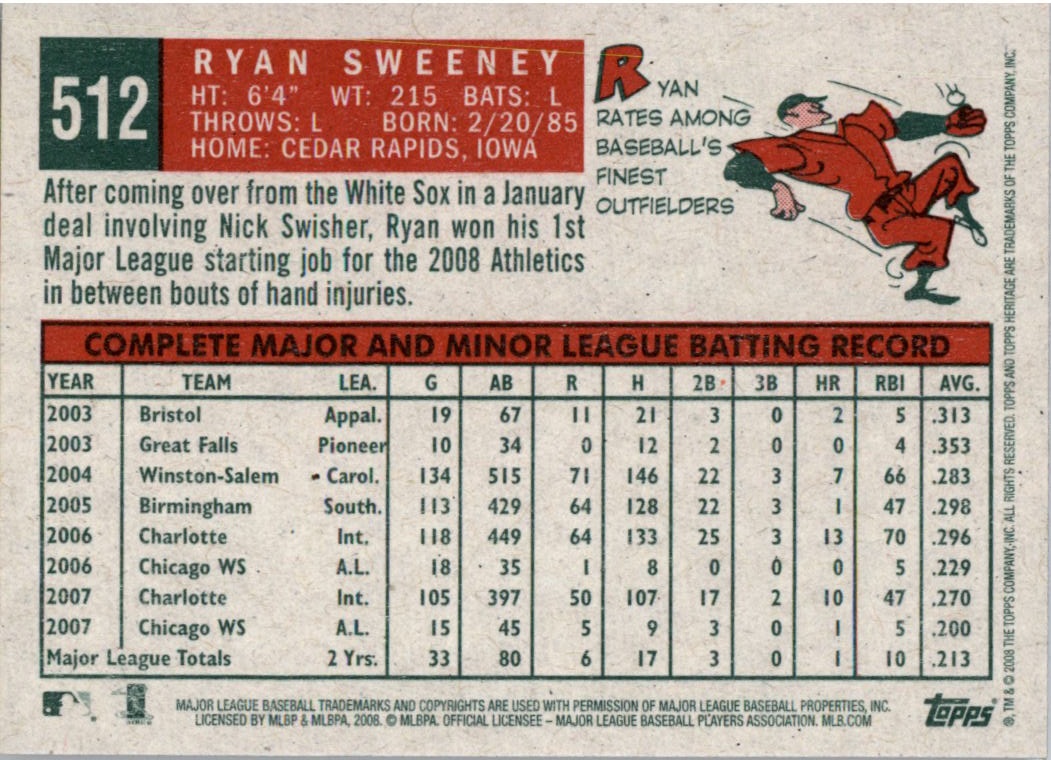 512
RYAN SWEENEY
HT: 6'4" WT: 215 BATS: L
THROWS: L BORN: 2/20/85
HOME: CEDAR RAPIDS, IOWA
RYAN
RATES AMONG
BASEBALL'S
FINEST
OUTFIELDERS
After coming over from the White Sox in a January
deal involving Nick Swisher, Ryan won his 1st
Major League starting job for the 2008 Athletics
in between bouts of hand injuries.
COMPLETE MAJOR AND MINOR LEAGUE BATTING RECORD
YEAR TEAM LEA. G AB R H 2B 3B HR RBI AVG.
2003 Bristol Appal. 19 67 11 21 3 0 2 5 .313
2003 Great Falls Pioneer 10 34 0 12 2 0 0 4 .353
2004 Winston-Salem Carol. 134 515 71 146 22 3 7 66 .283
2005 Birmingham South. 113 429 64 128 22 3 1 47 .298
2006 Charlotte Int. 118 449 64 133 25 3 13 70 .296
2006 Chicago WS A.L. 18 35 1 8 0 0 0 5 .229
2007 Charlotte Int. 105 397 50 107 17 2 10 47 .270
2007 Chicago WS A.L. 15 45 5 9 3 0 1 5 .200
Major League Totals 2 Yrs. 33 80 6 17 3 0 1 10 .213
MAJOR LEAGUE BASEBALL TRADEMARKS AND COPYRIGHTS ARE USED WITH PERMISSION OF MAJOR LEAGUE BASEBALL PROPERTIES, INC.
LICENSED BY MLBP & MLBPA, 2008. © MLBPA. OFFICIAL LICENSEE – MAJOR LEAGUE BASEBALL PLAYERS ASSOCIATION. MLB.COM
Topps
®, TM & © 2008 THE TOPPS COMPANY, INC. ALL RIGHTS RESERVED. TOPPS AND TOPPS HERITAGE ARE TRADEMARKS OF THE TOPPS COMPANY, INC.